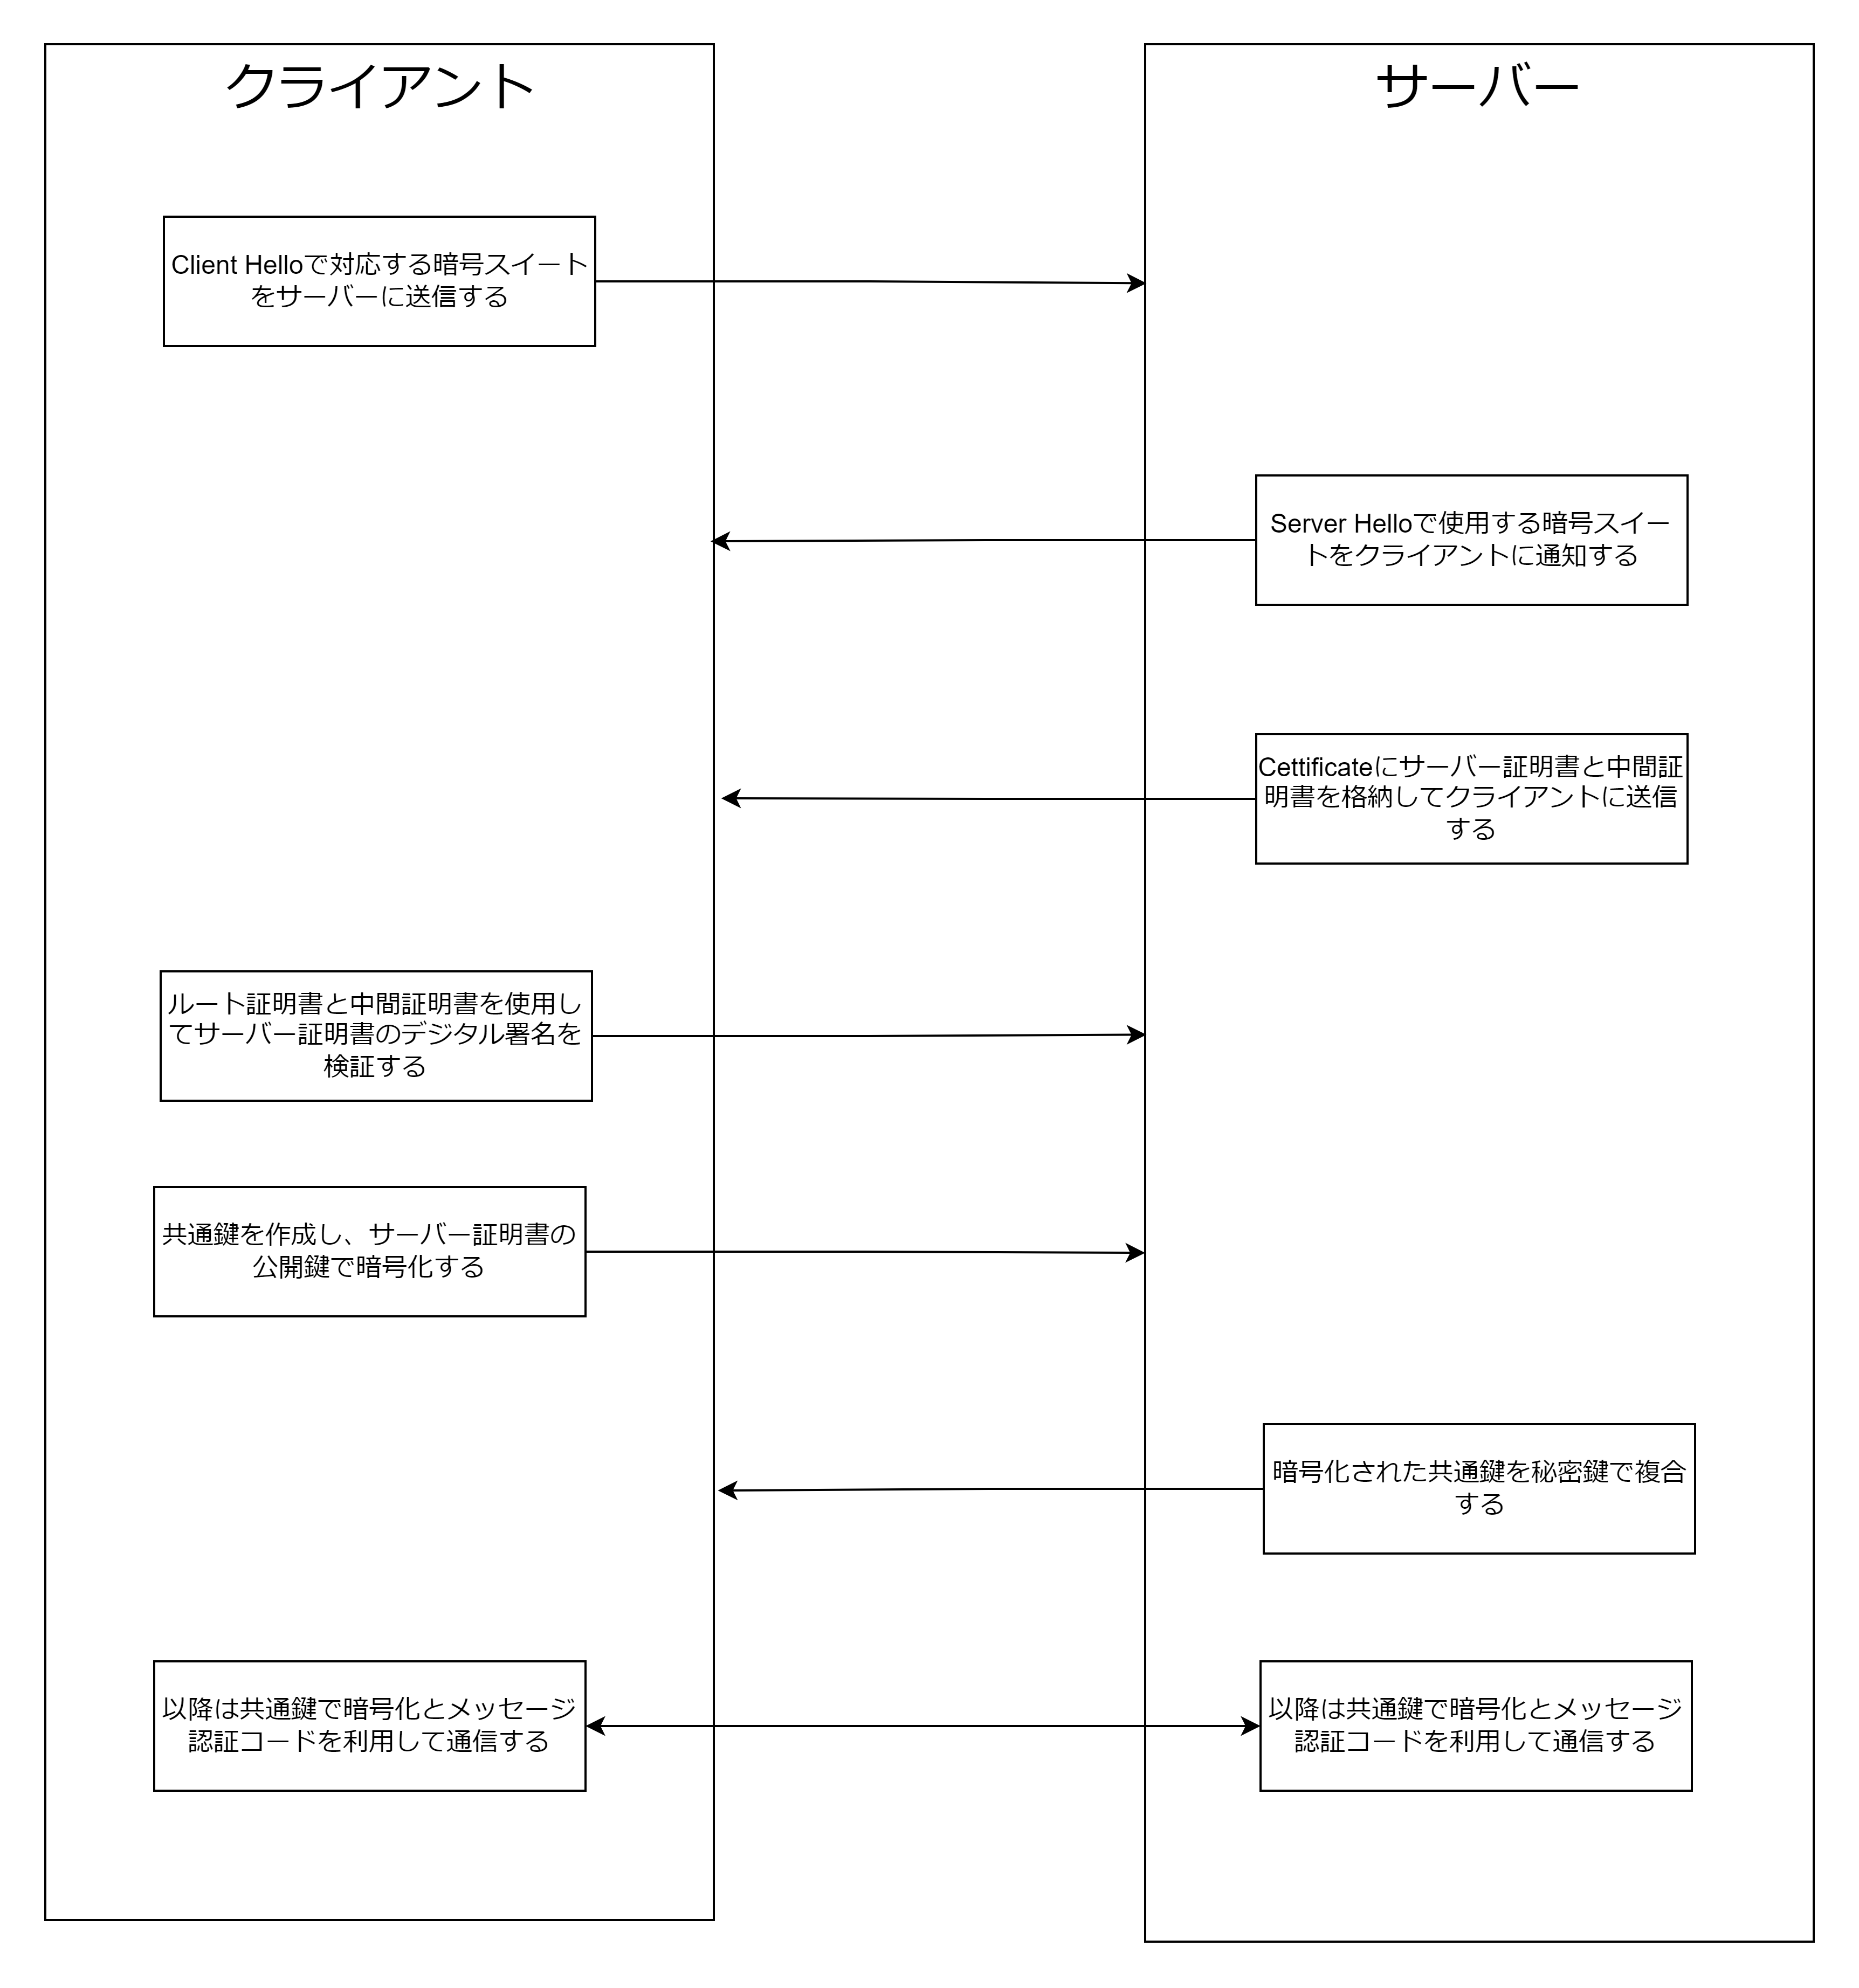 クライアント
サーバー
Client Helloで対応する暗号スイート
をサーバーに送信する
Server Helloで使用する暗号スイー
トをクライアントに通知する
Cettificateにサーバー証明書と中間証
明書を格納してクライアントに送信
する
ルート証明書と中間証明書を使用し
てサーバー証明書のデジタル署名を
検証する
共通鍵を作成し、サーバー証明書の
公開鍵で暗号化する
暗号化された共通鍵を秘密鍵で複合
する
以降は共通鍵で暗号化とメッセージ
認証コードを利用して通信する
以降は共通鍵で暗号化とメッセージ
認証コードを利用して通信する